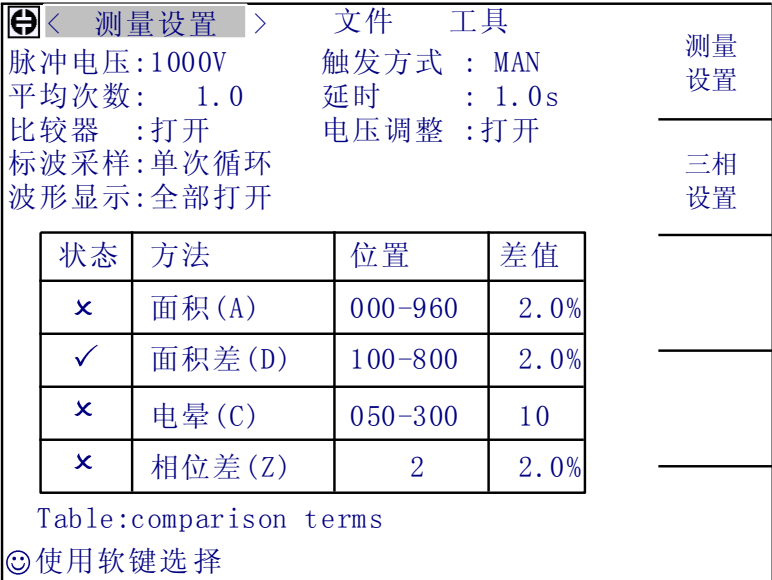 < 测量设置 > 文件 工具
脉冲电压:1000V 触发方式 : MAN
平均次数: 1.0 延时 : 1.0s
比较器 :打开 电压调整 :打开
标波采样:单次循环
波形显示:全部打开
状态 方法 位置 差值
× 面积(A) 000-960 2.0%
✓ 面积差(D) 100-800 2.0%
× 电晕(C) 050-300 10
× 相位差(Z) 2 2.0%
Table:comparison terms
☺使用软键选择
测量
设置
三相
设置